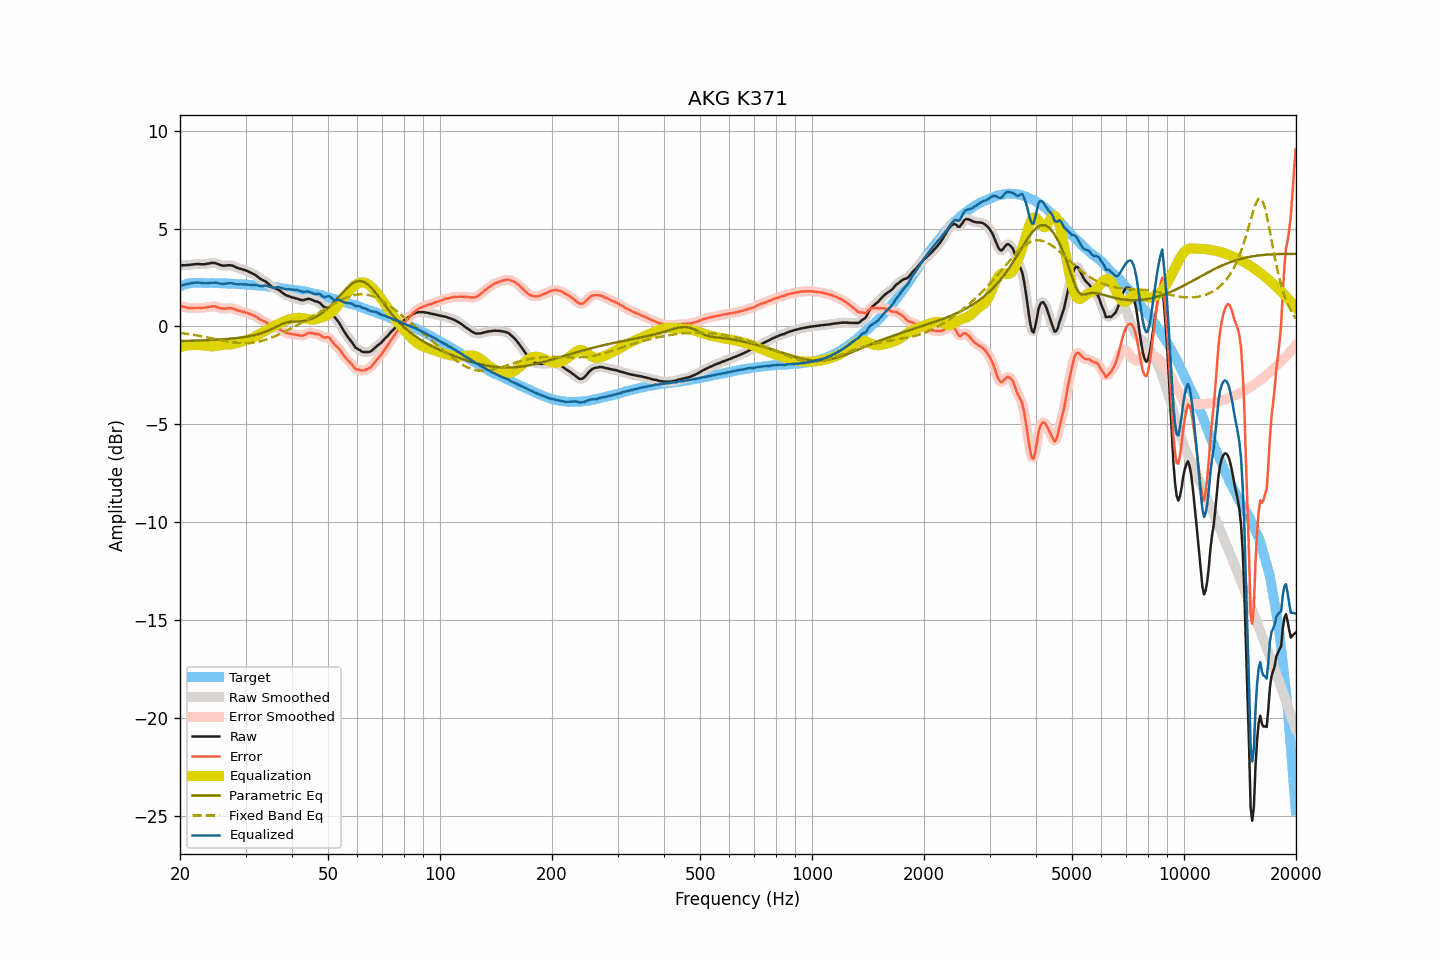 AKG K371
Amplitude (dBr)
10
5
0
−5
−10
−15
−20
−25
Target
Raw Smoothed
Error Smoothed
Raw
Error
Equalization
Parametric Eq
Fixed Band Eq
Equalized
20 50 100 200 500 1000 2000 5000 10000 20000
Frequency (Hz)